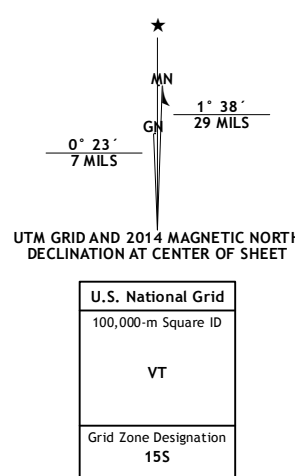 ★
MN
1° 38´
29 MILS
GN
0° 23´
7 MILS
UTM GRID AND 2014 MAGNETIC NORTH
DECLINATION AT CENTER OF SHEET
U.S. National Grid
100,000-m Square ID
VT
Grid Zone Designation
15S